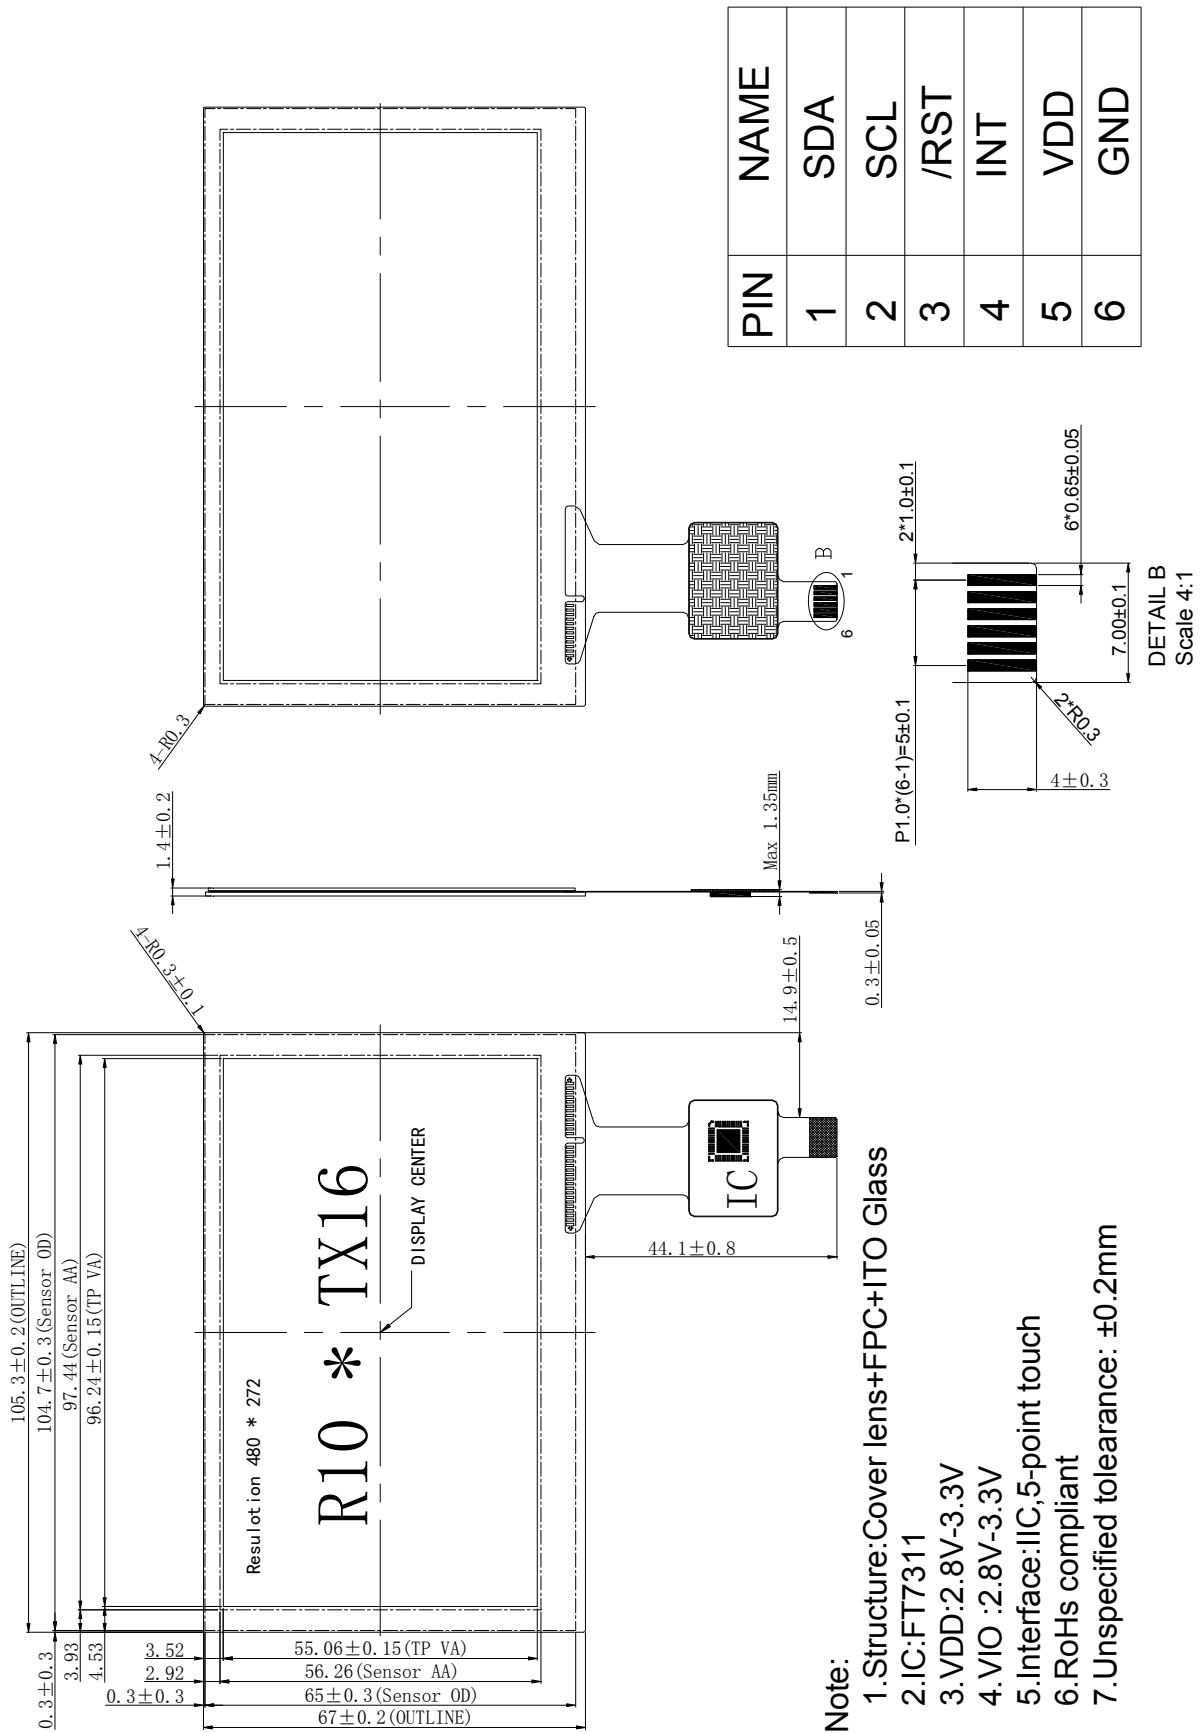 105.3±0.2(OUTLINE)
104.7±0.3(Sensor OD)
97.44(Sensor AA)
96.24±0.15(TP VA)
0.3±0.3
3.93
4.53
3.52
2.92
0.3±0.3
55.06±0.15(TP VA)
56.26(Sensor AA)
65±0.3(Sensor OD)
67±0.2(OUTLINE)
4-R0.3±0.1
Resulotion 480 * 272
R10 * TX16
DISPLAY CENTER
IC
44.1±0.8
14.9±0.5
1.4±0.2
Max 1.35mm
0.3±0.05
4-R0.3
B
1
6
P1.0*(6-1)=5±0.1
2*1.0±0.1
6*0.65±0.05
7.00±0.1
2*R0.3
4±0.3
DETAIL B
Scale 4:1
PIN NAME
1 SDA
2 SCL
3 /RST
4 INT
5 VDD
6 GND
Note:
1.Structure:Cover lens+FPC+ITO Glass
2.IC:FT7311
3.VDD:2.8V-3.3V
4.VIO :2.8V-3.3V
5.Interface:IIC,5-point touch
6.RoHs compliant
7.Unspecified tolearance: ±0.2mm